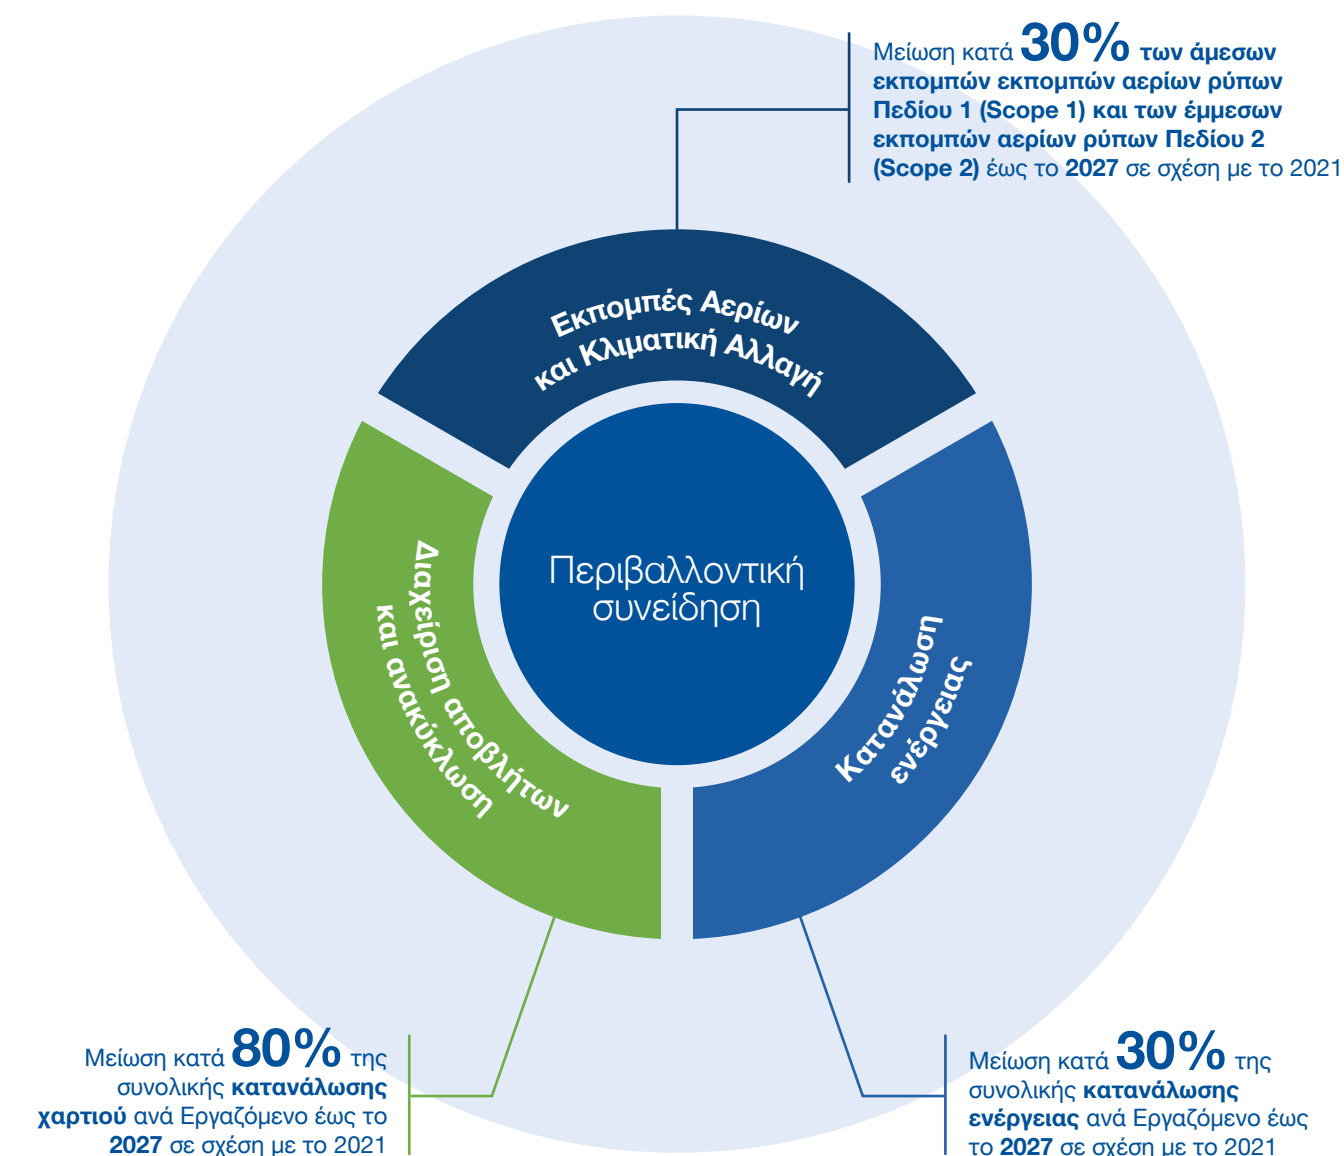 Μείωση κατά 30% των άμεσων
εκπομπών εκπομπών αερίων ρύπων
Πεδίου 1 (Scope 1) και των έμμεσων
εκπομπών αερίων ρύπων Πεδίου 2
(Scope 2) έως το 2027 σε σχέση με το 2021
Εκπομπές Αερίων
και Κλιματική Αλλαγή
Περιβαλλοντική
συνείδηση
Διαχείριση αποβλήτων
και ανακύκλωση
Κατανάλωση
ενέργειας
Μείωση κατά 80% της
συνολικής κατανάλωσης
χαρτιού ανά Εργαζόμενο έως το
2027 σε σχέση με το 2021
Μείωση κατά 30% της
συνολικής κατανάλωσης
ενέργειας ανά Εργαζόμενο έως
το 2027 σε σχέση με το 2021